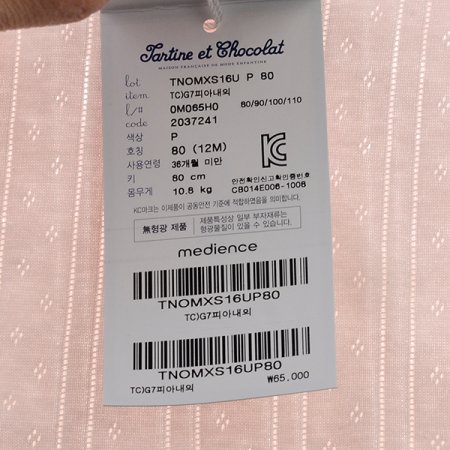 Tartine et Chocolat
MAISON FRANCAISE DE MODE ENFANTINE
lot TNOMXS16U P 80
item TC)G7피아내의
l/# 0M065H0 80/90/100/110
code 2037241
색상 P
호칭 80 (12M)
사용연령 36개월 미만
키 80 cm
몸무게 10.8 kg
안전확인신고확인증번호
CB014E006-1006
KC마크는 이제품이 공통안전 기준에 적합하였음을 의미합니다.
無형광 제품
제품특성상 일부 부자재류는
형광물질이 있을 수 있습니다.
medience
TNOMXS16UP80
TC)G7피아내의
TNOMXS16UP80
TC)G7피아내의 ₩65,000